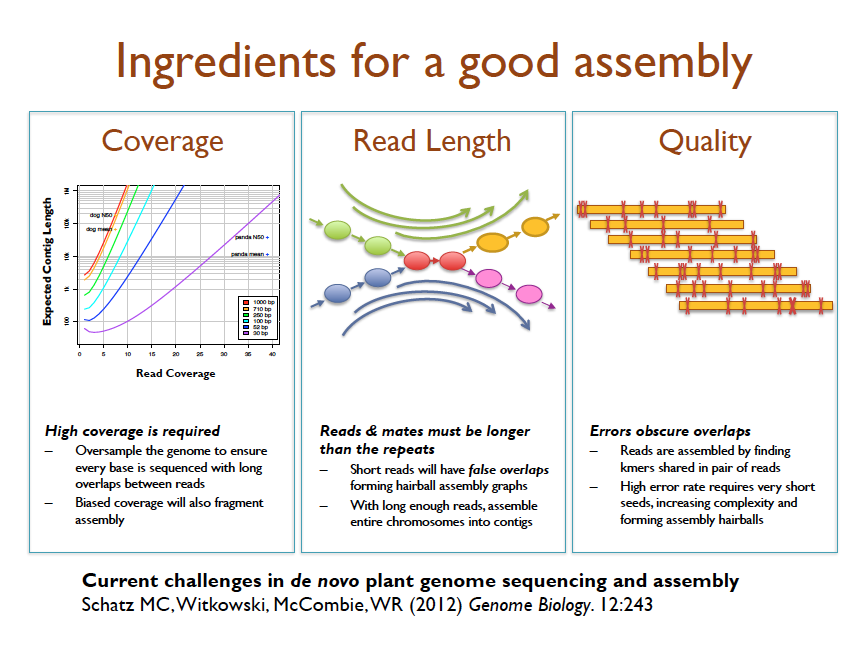 Ingredients for a good assembly
Coverage
Expected Contig Length
1M
100k
10k
1k
100
dog N50
dog mean +
panda N50 +
panda mean +
1000 bp
710 bp
250 bp
100 bp
52 bp
30 bp
0 5 10 15 20 25 30 35 40
Read Coverage
High coverage is required
– Oversample the genome to ensure
every base is sequenced with long
overlaps between reads
– Biased coverage will also fragment
assembly
Read Length
Reads & mates must be longer
than the repeats
– Short reads will have false overlaps
forming hairball assembly graphs
– With long enough reads, assemble
entire chromosomes into contigs
Quality
Errors obscure overlaps
– Reads are assembled by finding
kmers shared in pair of reads
– High error rate requires very short
seeds, increasing complexity and
forming assembly hairballs
Current challenges in de novo plant genome sequencing and assembly
Schatz MC, Witkowski, McCombie, WR (2012) Genome Biology. 12:243